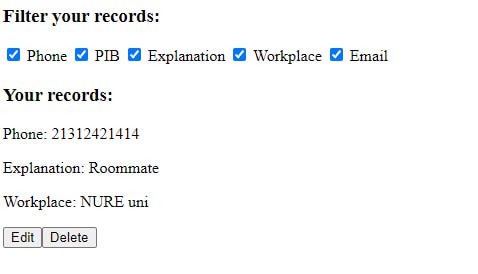 Filter your records:
Phone PIB Explanation Workplace Email
Your records:
Phone: 21312421414
Explanation: Roommate
Workplace: NURE uni
Edit Delete